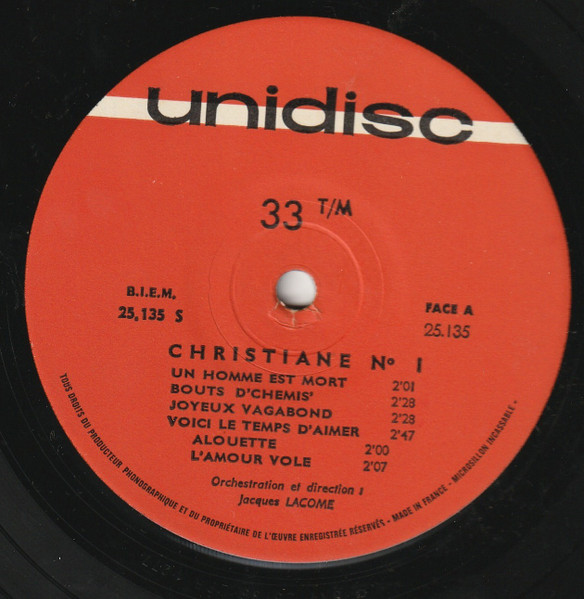 unidisc
33 T/M
B.I.E.M.
25,135 S
FACE A
25.135
CHRISTIANE Nº 1
UN HOMME EST MORT 2'01
BOUTS D'CHEMIS' 2'28
JOYEUX VAGABOND 2'28
VOICI LE TEMPS D'AIMER 2'47
ALOUETTE 2'00
L'AMOUR VOLE 2'07
Orchestration et direction :
Jacques LACOME
TOUS DROITS DU PRODUCTEUR PHONOGRAPHIQUE ET DU PROPRIÉTAIRE DE L'ŒUVRE ENREGISTRÉE RÉSERVÉS - MADE IN FRANCE - MICROSILLON INCASSABLE -